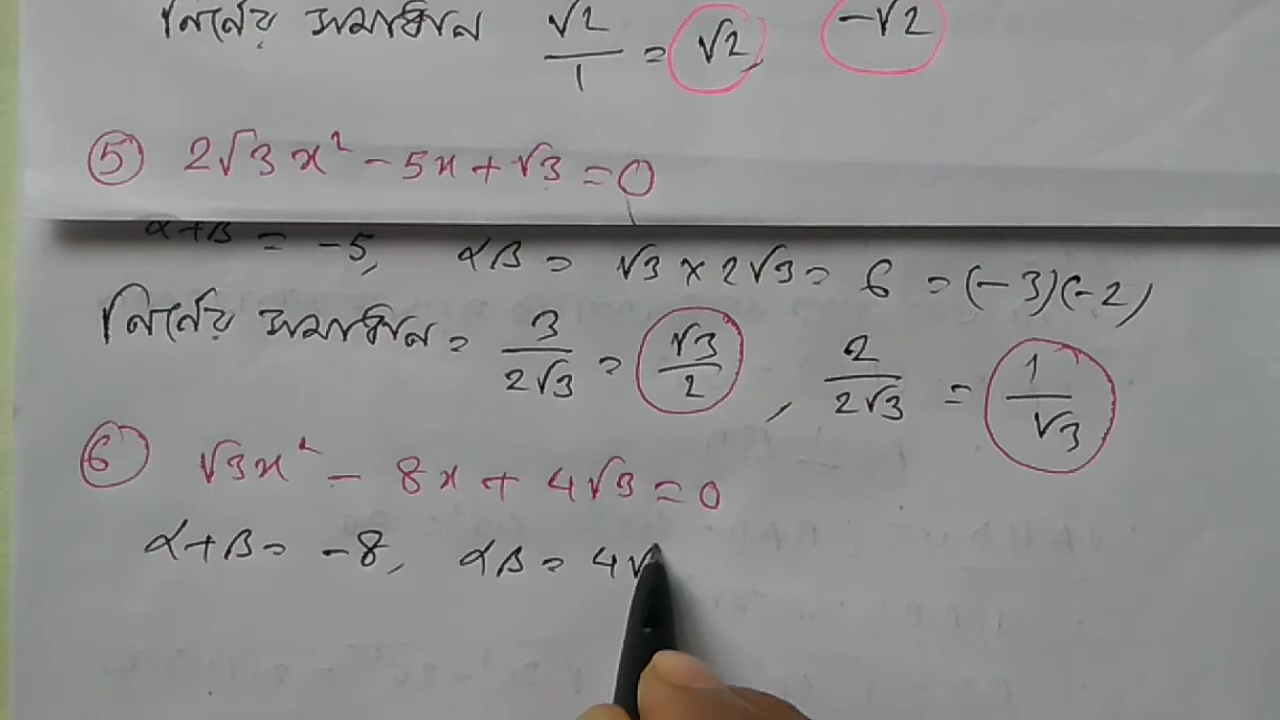 নির্নেয় সমাধান √2/1 = √2, -√2
⑤ 2√3x² - 5x + √3 = 0
α+β = -5, αβ = √3 × 2√3 = 6 = (-3)(-2)
নির্নেয় সমাধান = 3/2√3 = √3/2, 2/2√3 = 1/√3
⑥ √3x² - 8x + 4√3 = 0
α+β = -8, αβ = 4√